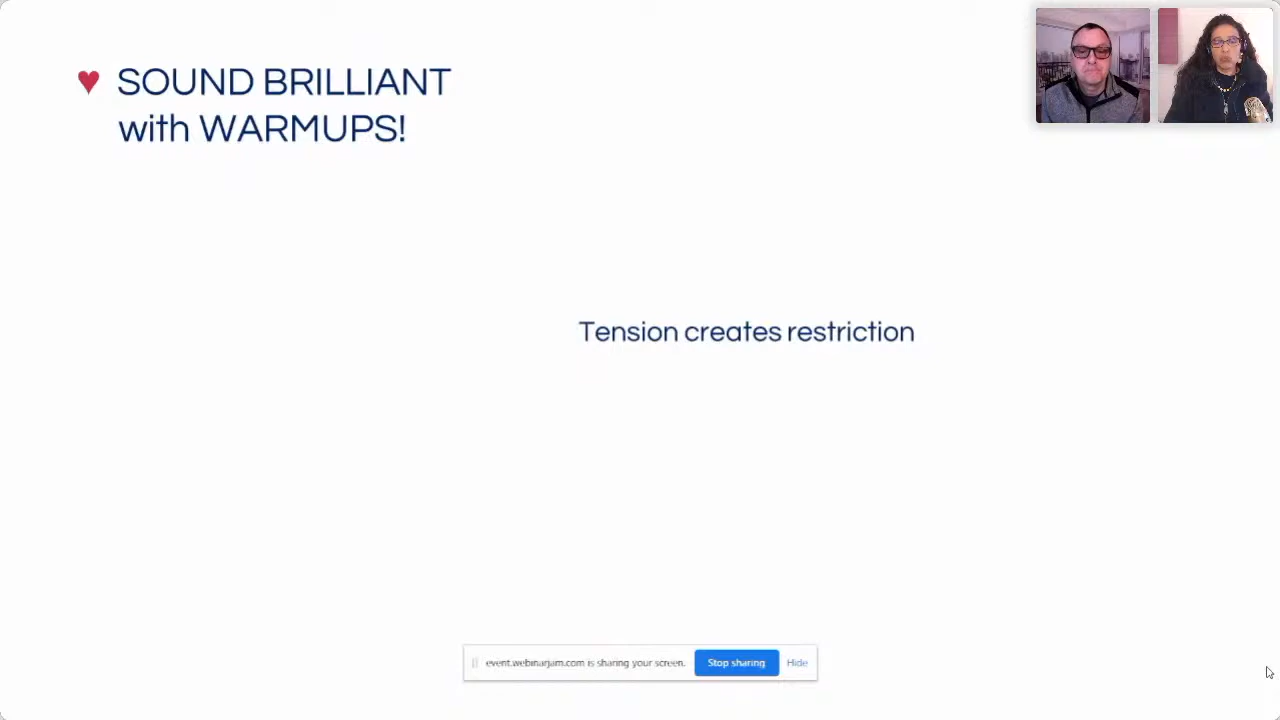 ♥ SOUND BRILLIANT
with WARMUPS!
Tension creates restriction
event.webinarjam.com is sharing your screen.
Stop sharing
Hide